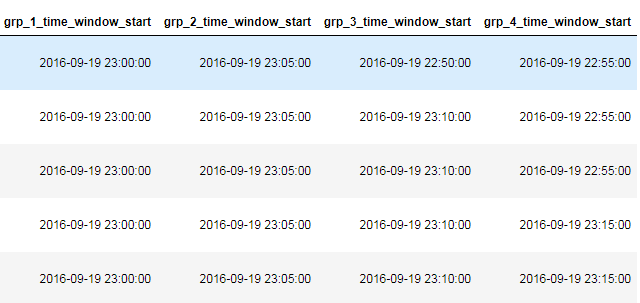 grp_1_time_window_start grp_2_time_window_start grp_3_time_window_start grp_4_time_window_start
2016-09-19 23:00:00 2016-09-19 23:05:00 2016-09-19 22:50:00 2016-09-19 22:55:00
2016-09-19 23:00:00 2016-09-19 23:05:00 2016-09-19 23:10:00 2016-09-19 22:55:00
2016-09-19 23:00:00 2016-09-19 23:05:00 2016-09-19 23:10:00 2016-09-19 22:55:00
2016-09-19 23:00:00 2016-09-19 23:05:00 2016-09-19 23:10:00 2016-09-19 23:15:00
2016-09-19 23:00:00 2016-09-19 23:05:00 2016-09-19 23:10:00 2016-09-19 23:15:00